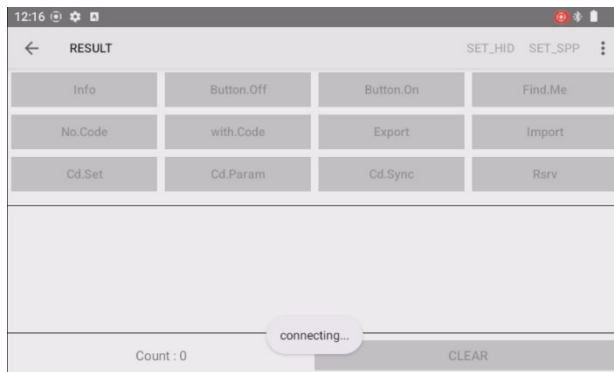 12:16
RESULT SET_HID SET_SPP
Info Button.Off Button.On Find.Me
No.Code with.Code Export Import
Cd.Set Cd.Param Cd.Sync Rsrv
connecting...
Count : 0 CLEAR